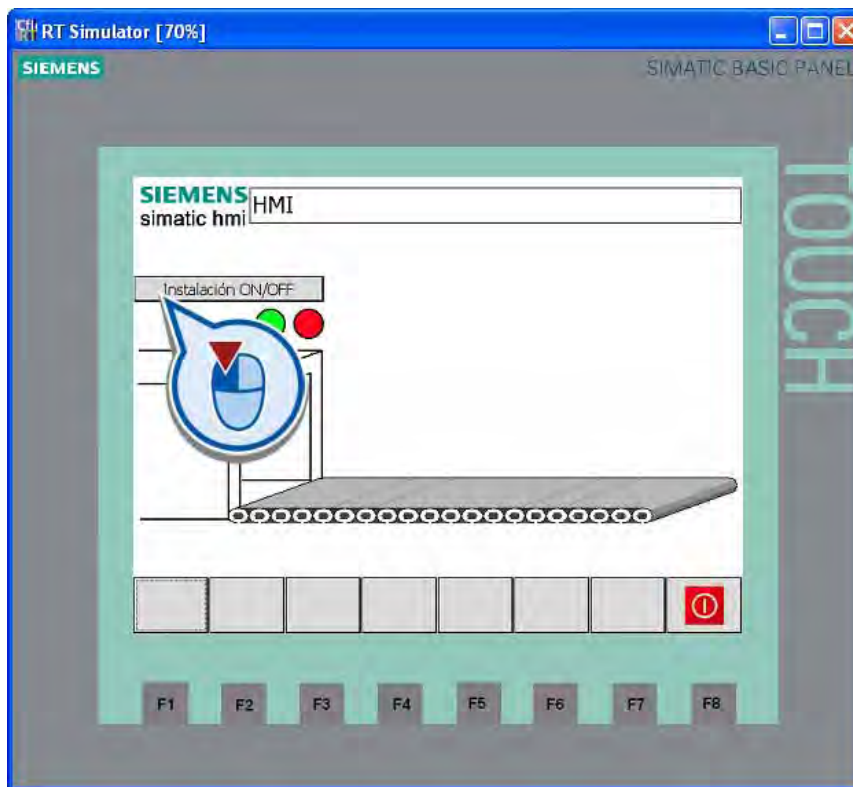 RT Simulator [70%]
SIEMENS
SIMATIC BASIC PANEL
TOUCH
SIEMENS
simatic hmi
HMI
Instalación ON/OFF
F1 F2 F3 F4 F5 F6 F7 F8